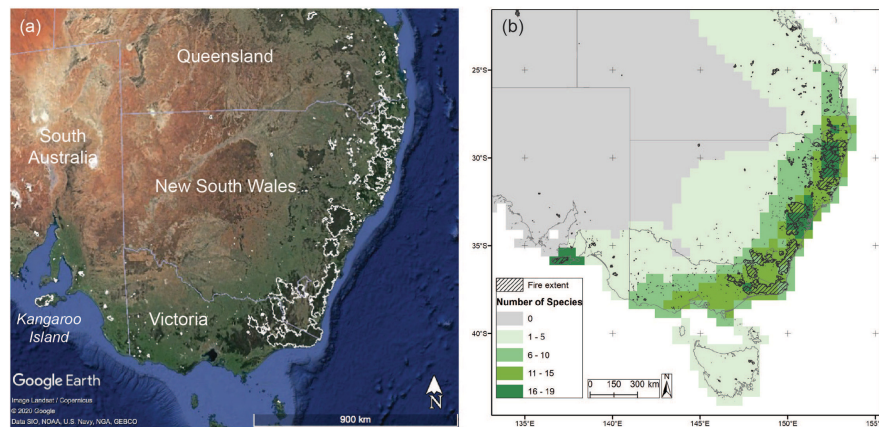 (a)
Queensland
South
Australia
New South Wales
Victoria
Kangaroo
Island
Google Earth
Image Landsat / Copernicus
© 2020 Google
Data SIO, NOAA, U.S. Navy, NGA, GEBCO
N
900 km
(b)
25°S
30°S
35°S
40°S
Fire extent
Number of Species
0
1 - 5
6 - 10
11 - 15
16 - 19
0 150 300 km
N
135°E
140°E
145°E
150°E
155°E